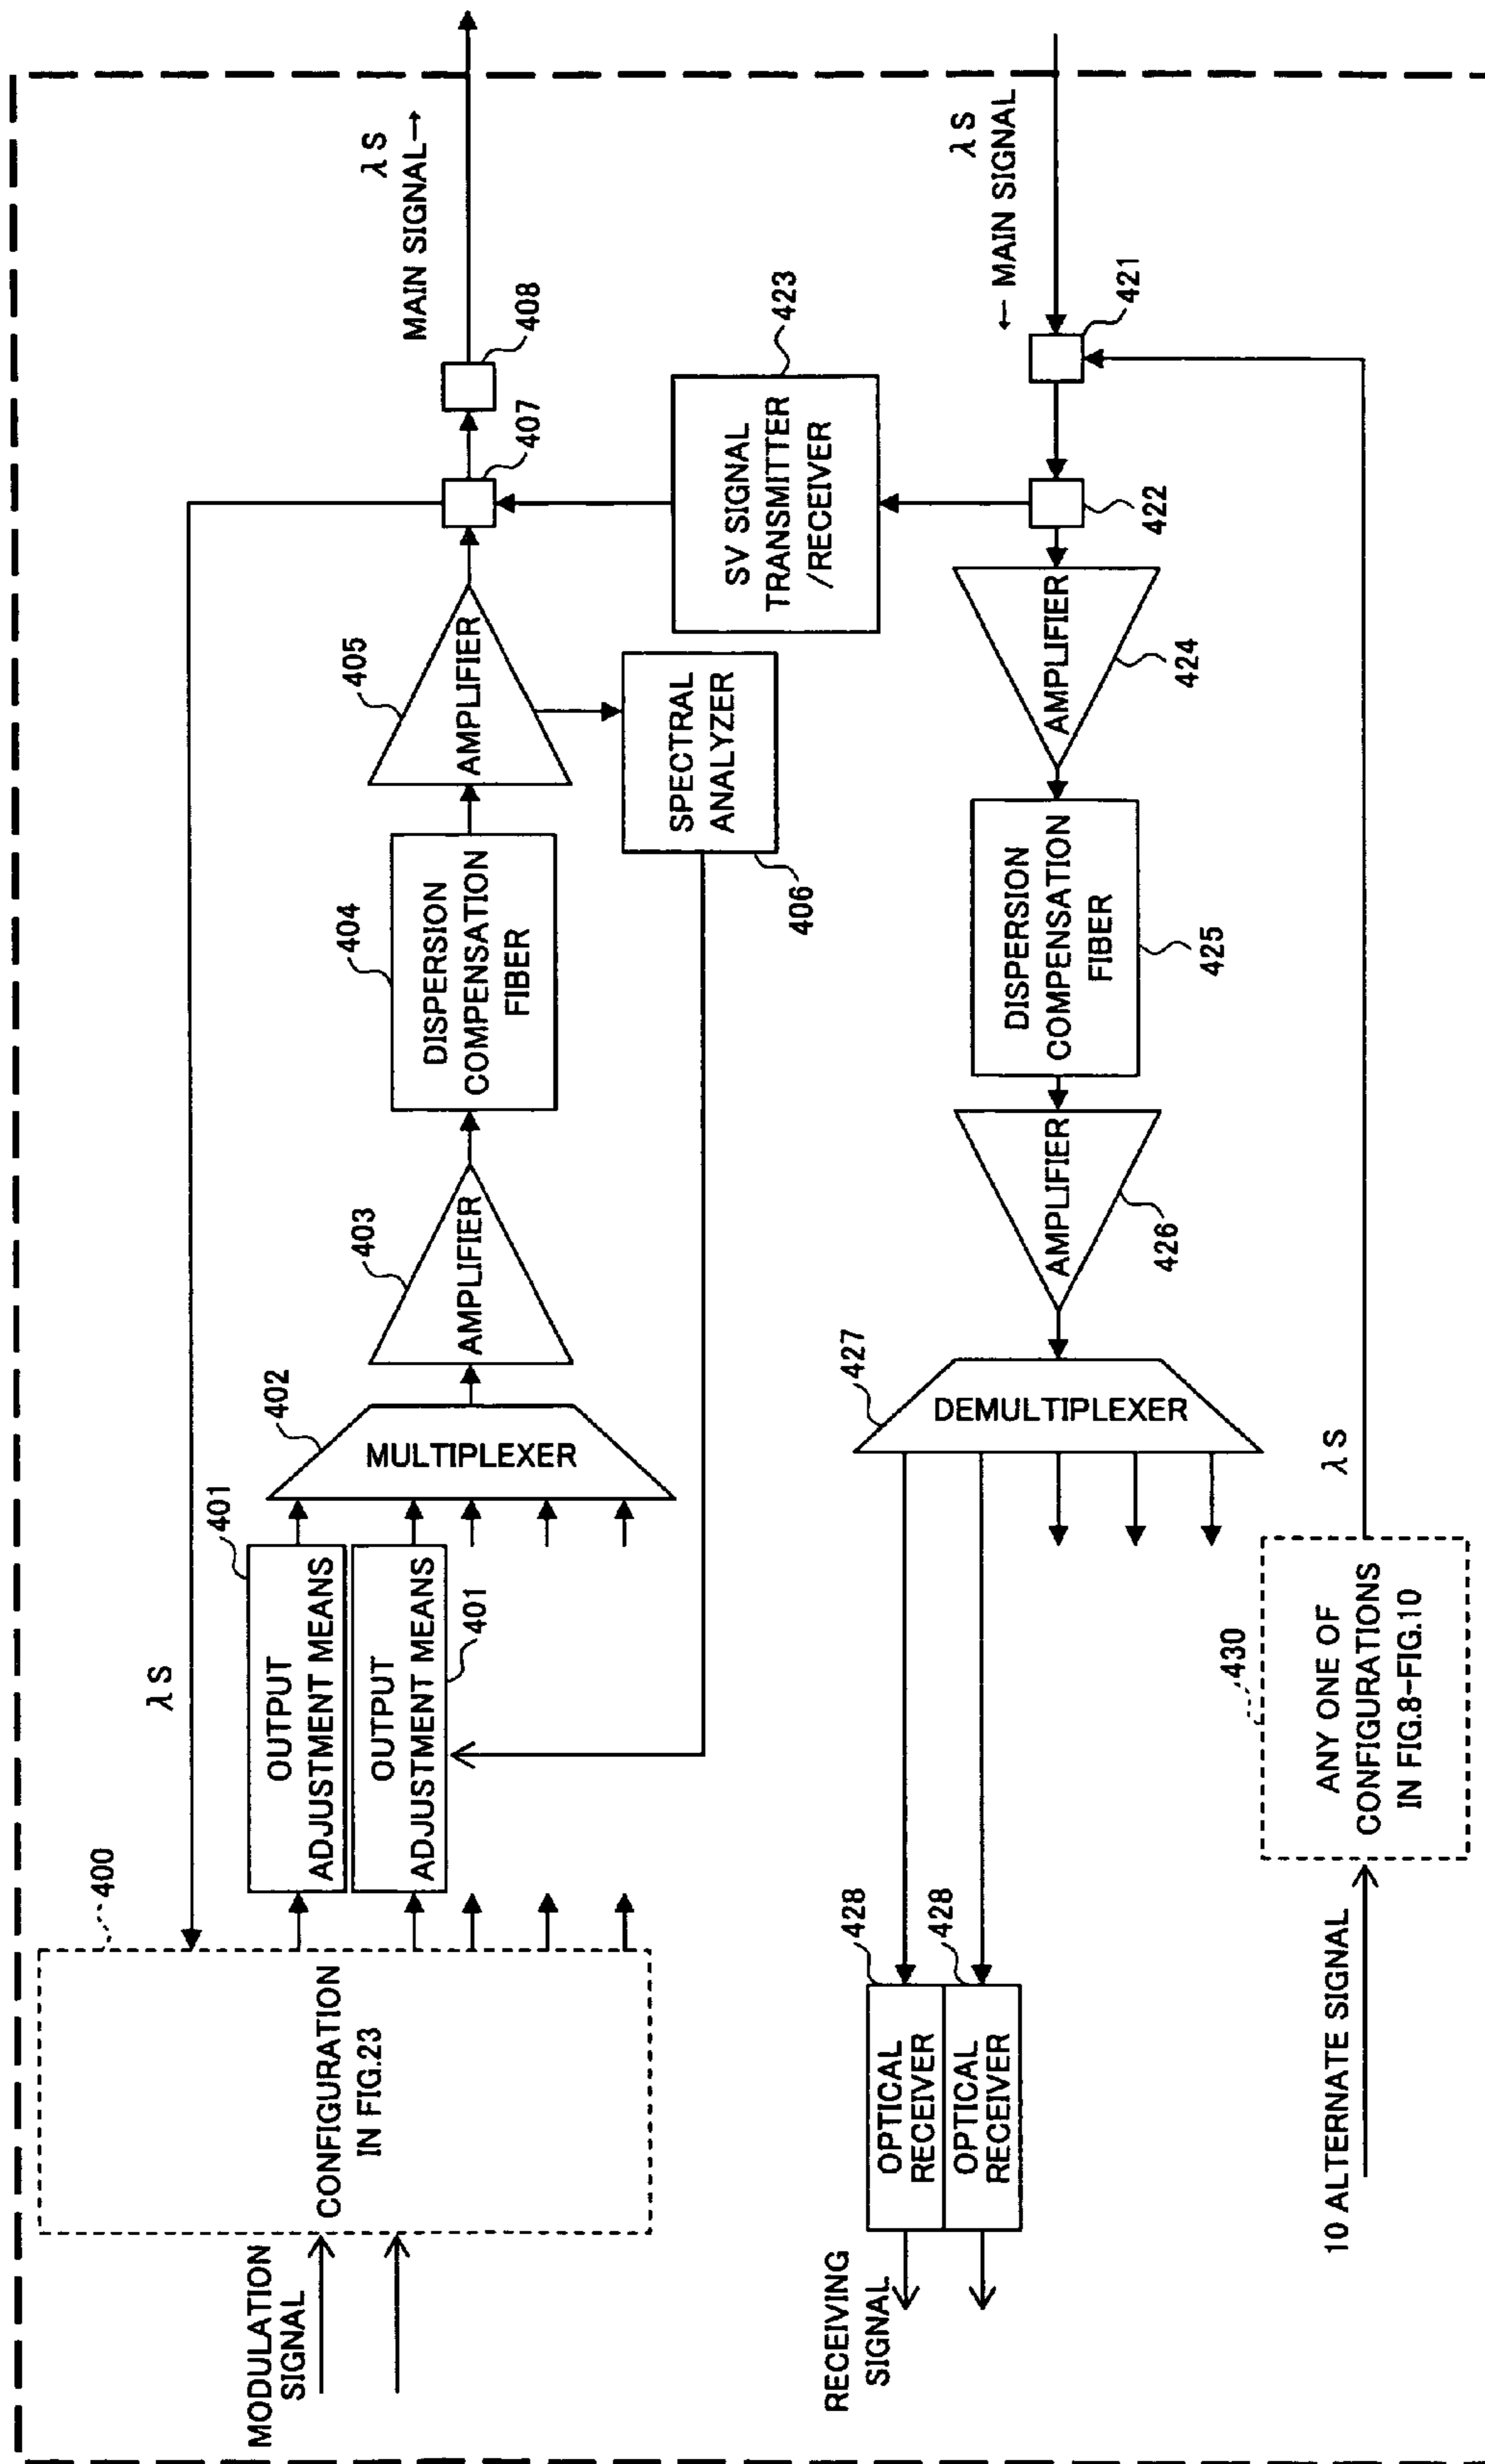 MODULATION
SIGNAL
400
CONFIGURATION
IN FIG.23
λS
401
OUTPUT
ADJUSTMENT MEANS
OUTPUT
ADJUSTMENT MEANS
401
402
MULTIPLEXER
403
AMPLIFIER
404
DISPERSION
COMPENSATION
FIBER
405
AMPLIFIER
406
SPECTRAL
ANALYZER
407
408
λS
MAIN SIGNAL→
423
SV SIGNAL
TRANSMITTER
/RECEIVER
λS
← MAIN SIGNAL
421
422
AMPLIFIER
424
DISPERSION
COMPENSATION
FIBER
425
AMPLIFIER
426
427
DEMULTIPLEXER
428
OPTICAL
RECEIVER
428
OPTICAL
RECEIVER
RECEIVING
SIGNAL
10 ALTERNATE SIGNAL
430
ANY ONE OF
CONFIGURATIONS
IN FIG.8-FIG.10
λS